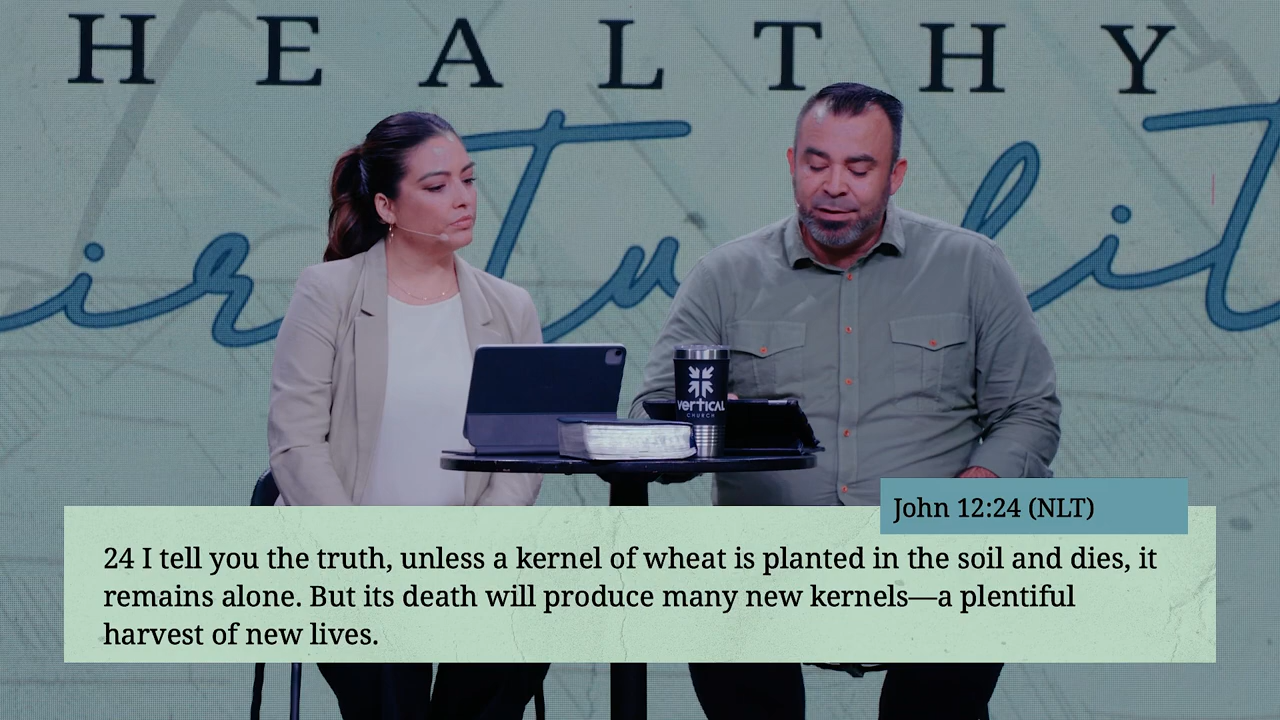 HEALTHY
VERTICAL
CHURCH
John 12:24 (NLT)
24 I tell you the truth, unless a kernel of wheat is planted in the soil and dies, it
remains alone. But its death will produce many new kernels—a plentiful
harvest of new lives.